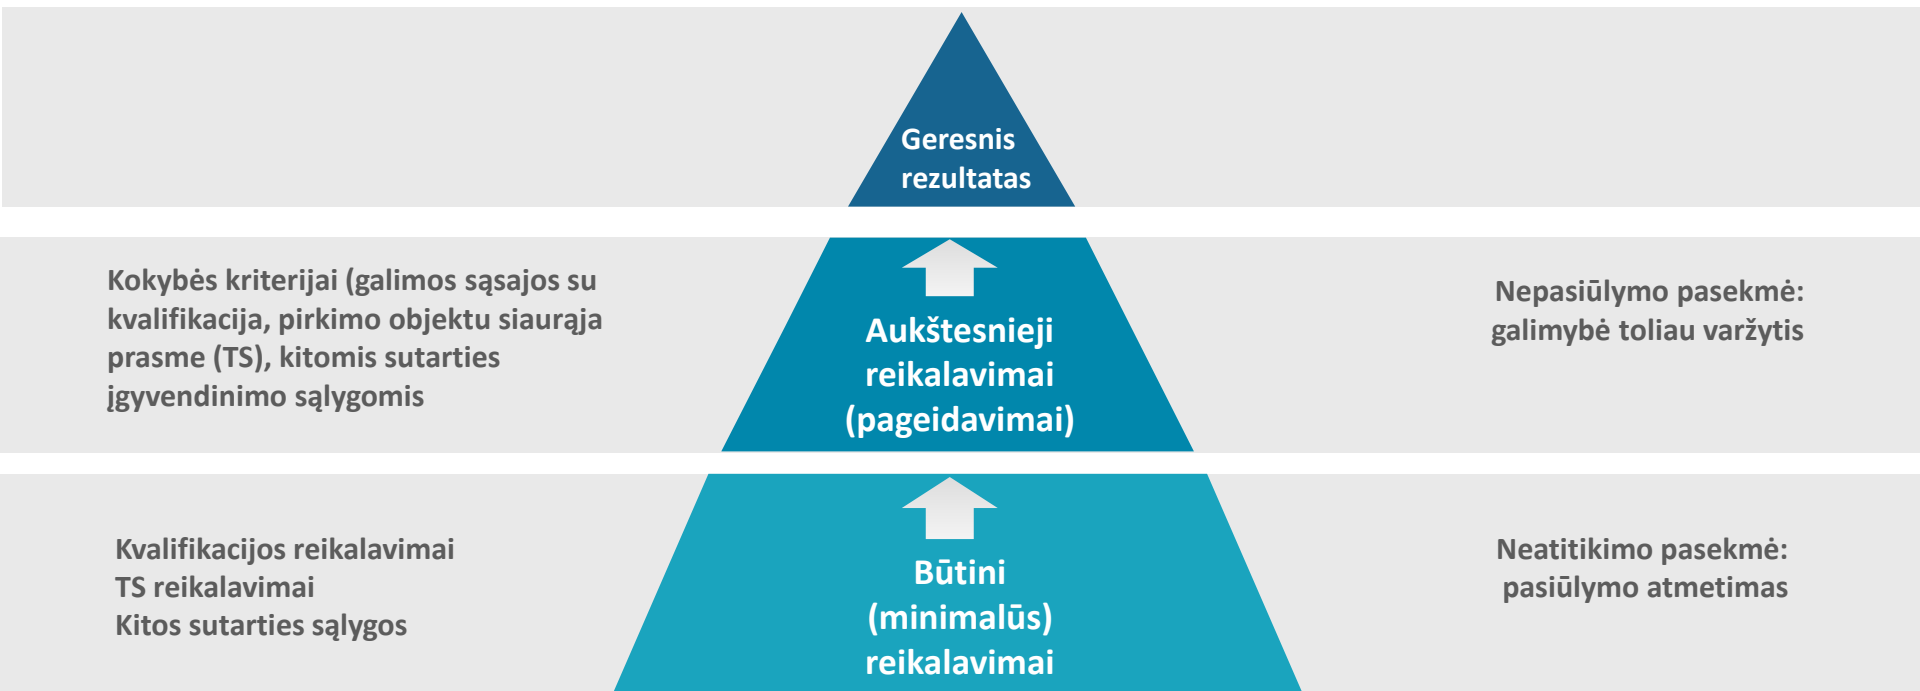 Geresnis
rezultatas
Kokybės kriterijai (galimos sąsajos su
kvalifikacija, pirkimo objektu siaurąja
prasme (TS), kitomis sutarties
įgyvendinimo sąlygomis
Aukštesnieji
reikalavimai
(pageidavimai)
Nepasiūlymo pasekmė:
galimybė toliau varžytis
Kvalifikacijos reikalavimai
TS reikalavimai
Kitos sutarties sąlygos
Būtini
(minimalūs)
reikalavimai
Neatitikimo pasekmė:
pasiūlymo atmetimas